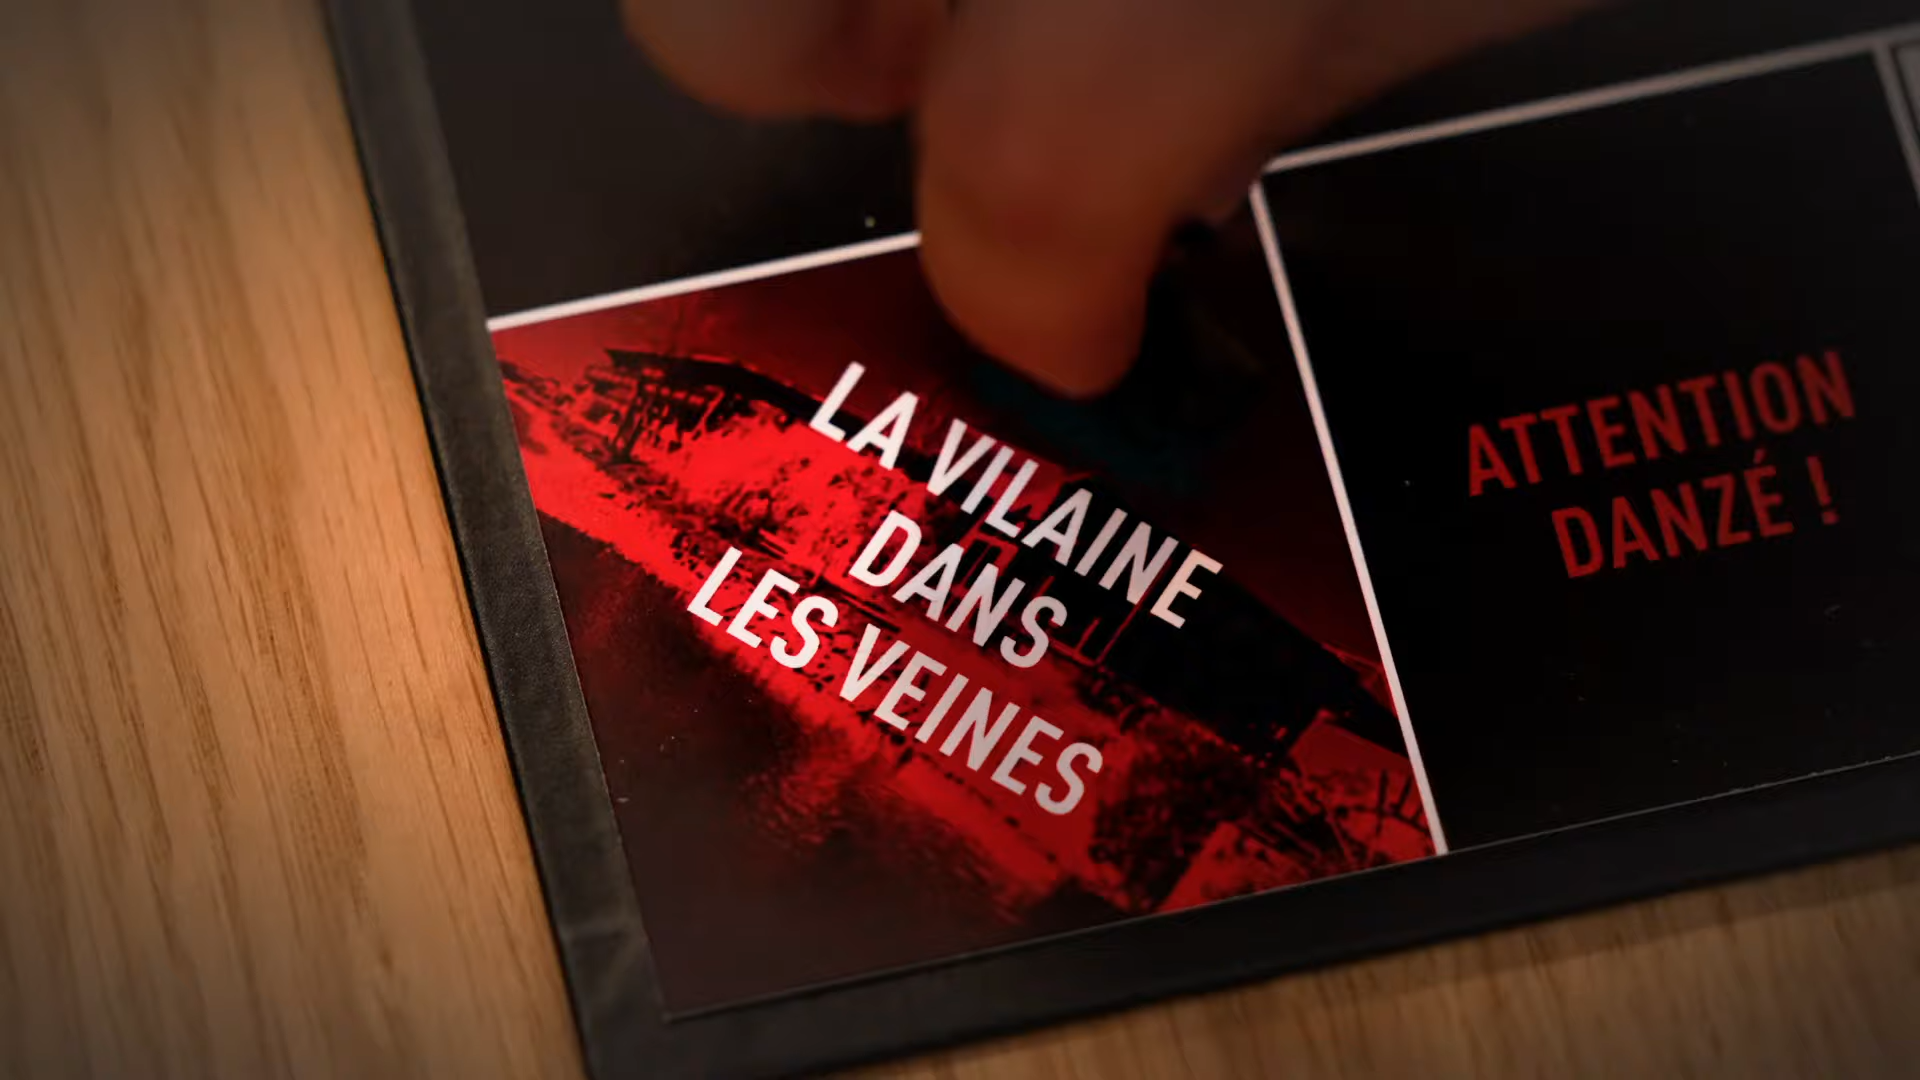 LA VILAINE
DANS
LES VEINES
ATTENTION
DANZÉ !